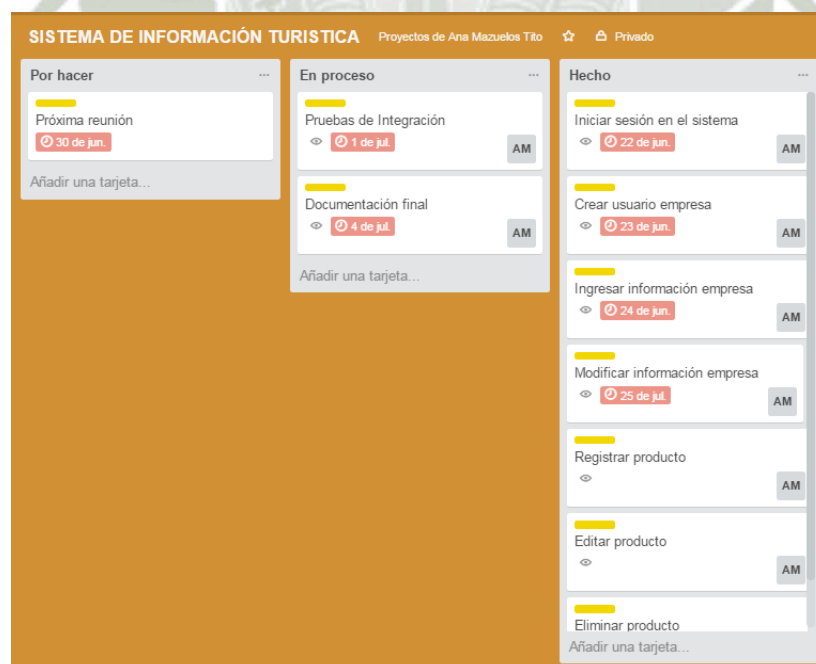 SISTEMA DE INFORMACIÓN TURISTICA Proyectos de Ana Mazuelos Tito Privado
Por hacer
Próxima reunión
30 de jun.
Añadir una tarjeta...
En proceso
Pruebas de Integración
1 de jul.
AM
Documentación final
4 de jul.
AM
Añadir una tarjeta...
Hecho
Iniciar sesión en el sistema
22 de jun.
AM
Crear usuario empresa
23 de jun.
AM
Ingresar información empresa
24 de jun.
AM
Modificar información empresa
25 de jul.
AM
Registrar producto
AM
Editar producto
AM
Eliminar producto
Añadir una tarjeta...